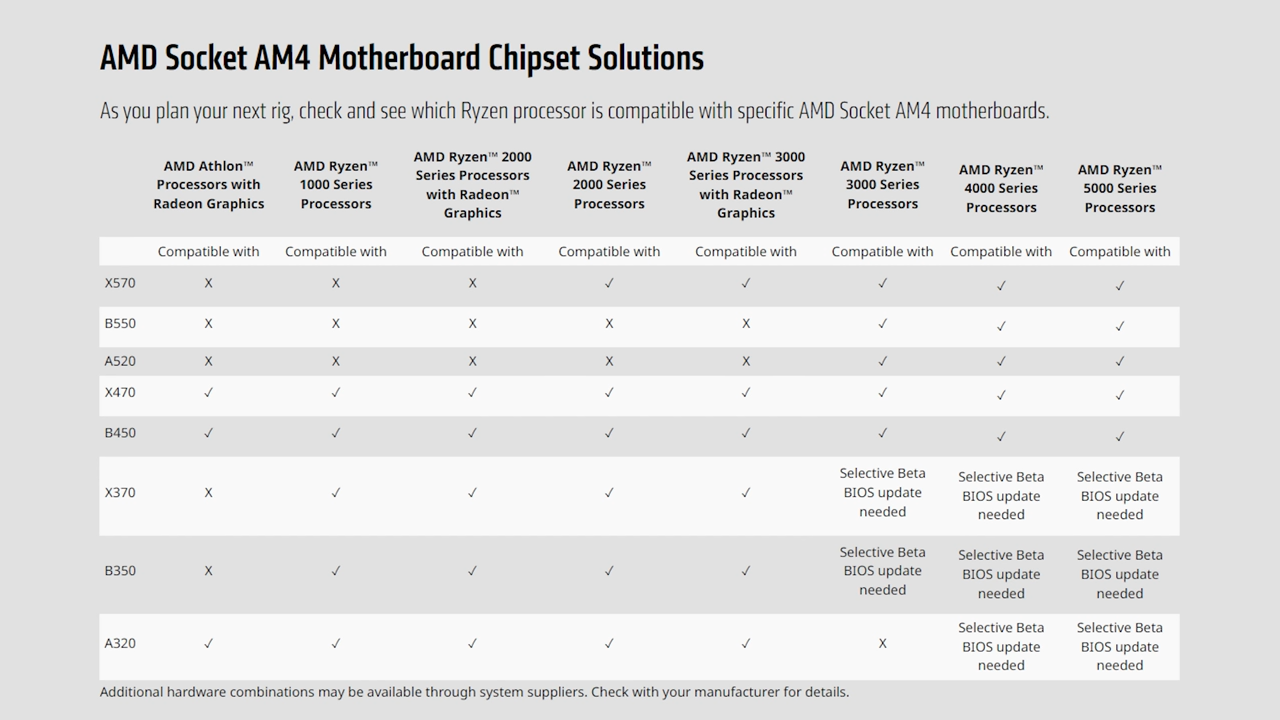 AMD Socket AM4 Motherboard Chipset Solutions
As you plan your next rig, check and see which Ryzen processor is compatible with specific AMD Socket AM4 motherboards.
AMD Athlon™ Processors with Radeon Graphics
AMD Ryzen™ 1000 Series Processors
AMD Ryzen™ 2000 Series Processors with Radeon™ Graphics
AMD Ryzen™ 2000 Series Processors
AMD Ryzen™ 3000 Series Processors with Radeon™ Graphics
AMD Ryzen™ 3000 Series Processors
AMD Ryzen™ 4000 Series Processors
AMD Ryzen™ 5000 Series Processors
Compatible with Compatible with Compatible with Compatible with Compatible with Compatible with Compatible with Compatible with
X570 X X X ✓ ✓ ✓ ✓ ✓
B550 X X X X X ✓ ✓ ✓
A520 X X X X X ✓ ✓ ✓
X470 ✓ ✓ ✓ ✓ ✓ ✓ ✓ ✓
B450 ✓ ✓ ✓ ✓ ✓ ✓ ✓ ✓
X370 X ✓ ✓ ✓ ✓ Selective Beta BIOS update needed Selective Beta BIOS update needed Selective Beta BIOS update needed
B350 X ✓ ✓ ✓ ✓ Selective Beta BIOS update needed Selective Beta BIOS update needed Selective Beta BIOS update needed
A320 ✓ ✓ ✓ ✓ ✓ X Selective Beta BIOS update needed Selective Beta BIOS update needed
Additional hardware combinations may be available through system suppliers. Check with your manufacturer for details.